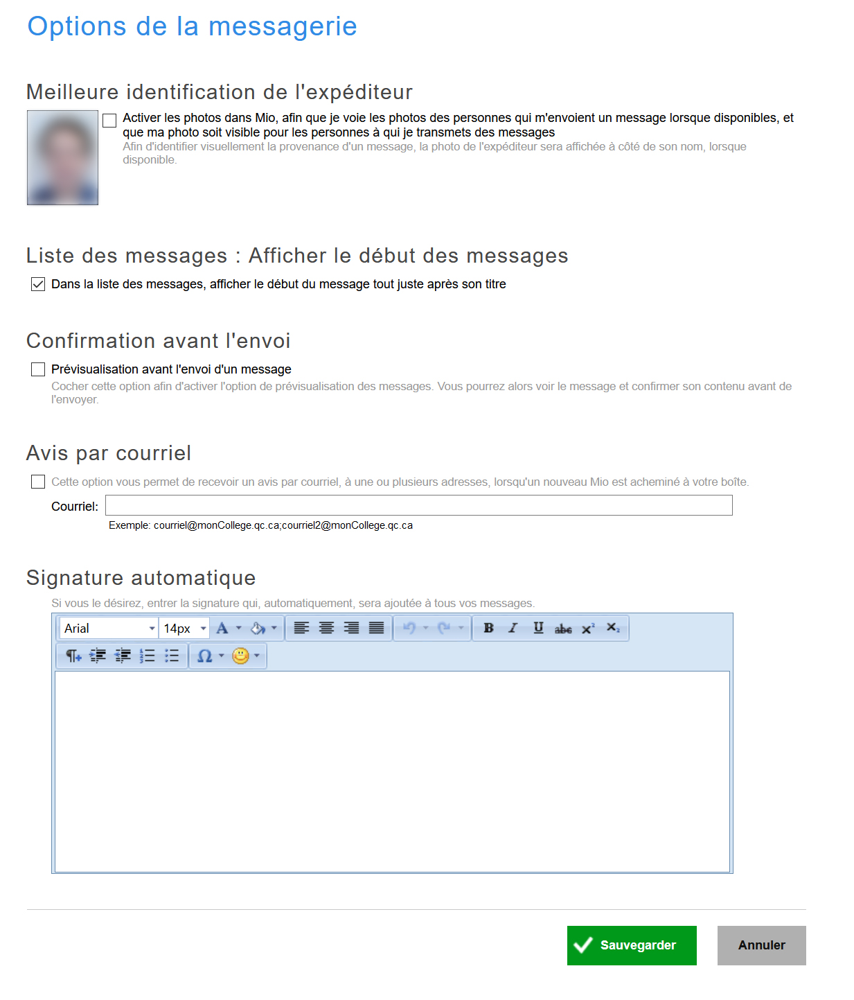 Options de la messagerie
Meilleure identification de l'expéditeur
Activer les photos dans Mio, afin que je voie les photos des personnes qui m'envoient un message lorsque disponibles, et
que ma photo soit visible pour les personnes à qui je transmets des messages
Afin d'identifier visuellement la provenance d'un message, la photo de l'expéditeur sera affichée à côté de son nom, lorsque
disponible.
Liste des messages : Afficher le début des messages
Dans la liste des messages, afficher le début du message tout juste après son titre
Confirmation avant l'envoi
Prévisualisation avant l'envoi d'un message
Cocher cette option afin d'activer l'option de prévisualisation des messages. Vous pourrez alors voir le message et confirmer son contenu avant de
l'envoyer.
Avis par courriel
Cette option vous permet de recevoir un avis par courriel, à une ou plusieurs adresses, lorsqu'un nouveau Mio est acheminé à votre boîte.
Courriel:
Exemple: courriel@monCollege.qc.ca;courriel2@monCollege.qc.ca
Signature automatique
Si vous le désirez, entrer la signature qui, automatiquement, sera ajoutée à tous vos messages.
Arial 14px A B I U abc x² x₂
Ω
Sauvegarder Annuler